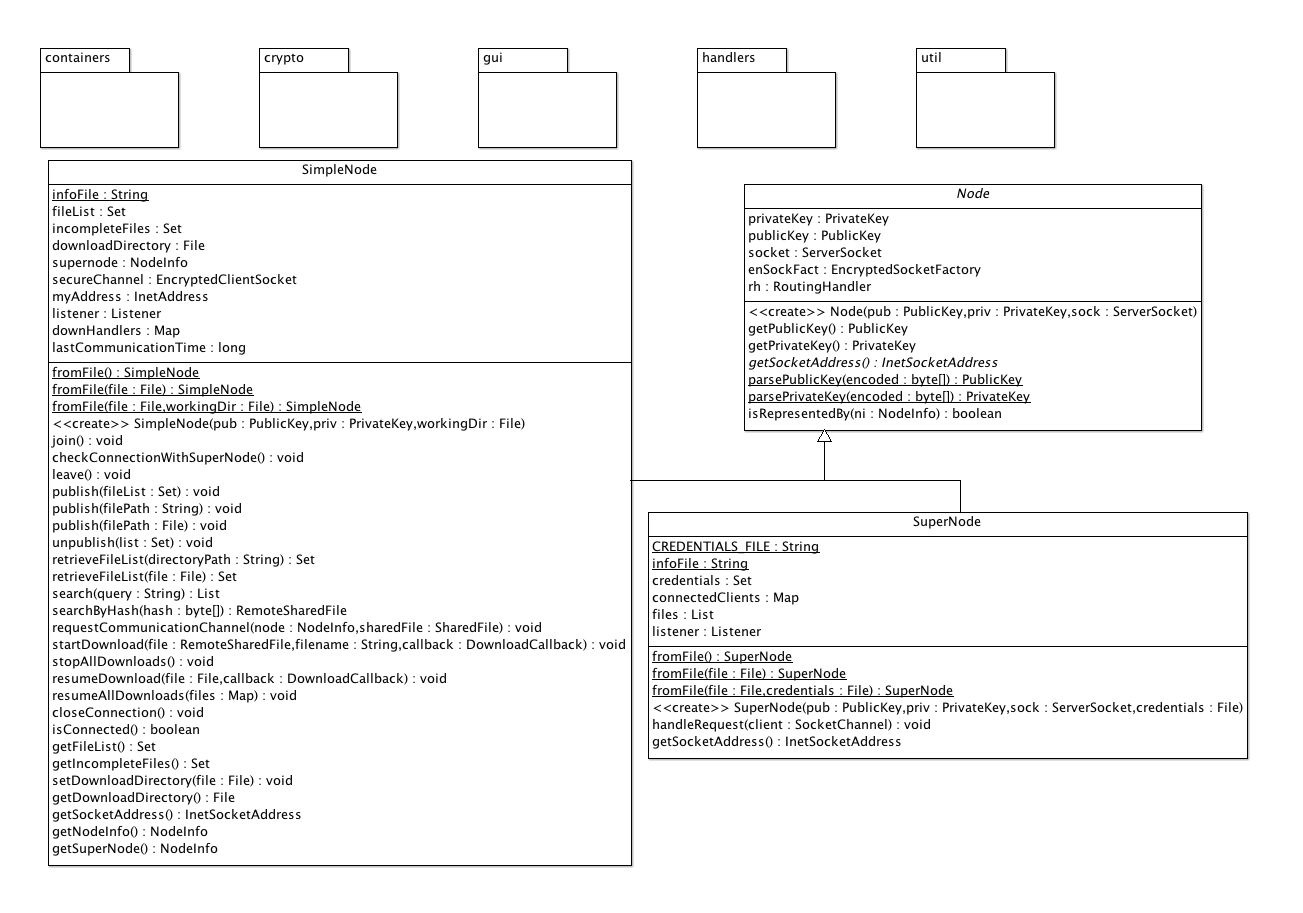 containers
crypto
gui
handlers
util
SimpleNode
infoFile : String
fileList : Set
incompleteFiles : Set
downloadDirectory : File
supernode : NodeInfo
secureChannel : EncryptedClientSocket
myAddress : InetAddress
listener : Listener
downHandlers : Map
lastCommunicationTime : long
fromFile() : SimpleNode
fromFile(file : File) : SimpleNode
fromFile(file : File,workingDir : File) : SimpleNode
<<create>> SimpleNode(pub : PublicKey,priv : PrivateKey,workingDir : File)
join() : void
checkConnectionWithSuperNode() : void
leave() : void
publish(fileList : Set) : void
publish(filePath : String) : void
publish(filePath : File) : void
unpublish(list : Set) : void
retrieveFileList(directoryPath : String) : Set
retrieveFileList(file : File) : Set
search(query : String) : List
searchByHash(hash : byte[]) : RemoteSharedFile
requestCommunicationChannel(node : NodeInfo,sharedFile : SharedFile) : void
startDownload(file : RemoteSharedFile,filename : String,callback : DownloadCallback) : void
stopAllDownloads() : void
resumeDownload(file : File,callback : DownloadCallback) : void
resumeAllDownloads(files : Map) : void
closeConnection() : void
isConnected() : boolean
getFileList() : Set
getIncompleteFiles() : Set
setDownloadDirectory(file : File) : void
getDownloadDirectory() : File
getSocketAddress() : InetSocketAddress
getNodeInfo() : NodeInfo
getSuperNode() : NodeInfo
Node
privateKey : PrivateKey
publicKey : PublicKey
socket : ServerSocket
enSockFact : EncryptedSocketFactory
rh : RoutingHandler
<<create>> Node(pub : PublicKey,priv : PrivateKey,sock : ServerSocket)
getPublicKey() : PublicKey
getPrivateKey() : PrivateKey
getSocketAddress() : InetSocketAddress
parsePublicKey(encoded : byte[]) : PublicKey
parsePrivateKey(encoded : byte[]) : PrivateKey
isRepresentedBy(ni : NodeInfo) : boolean
SuperNode
CREDENTIALS_FILE : String
infoFile : String
credentials : Set
connectedClients : Map
files : List
listener : Listener
fromFile() : SuperNode
fromFile(file : File) : SuperNode
fromFile(file : File,credentials : File) : SuperNode
<<create>> SuperNode(pub : PublicKey,priv : PrivateKey,sock : ServerSocket,credentials : File)
handleRequest(client : SocketChannel) : void
getSocketAddress() : InetSocketAddress